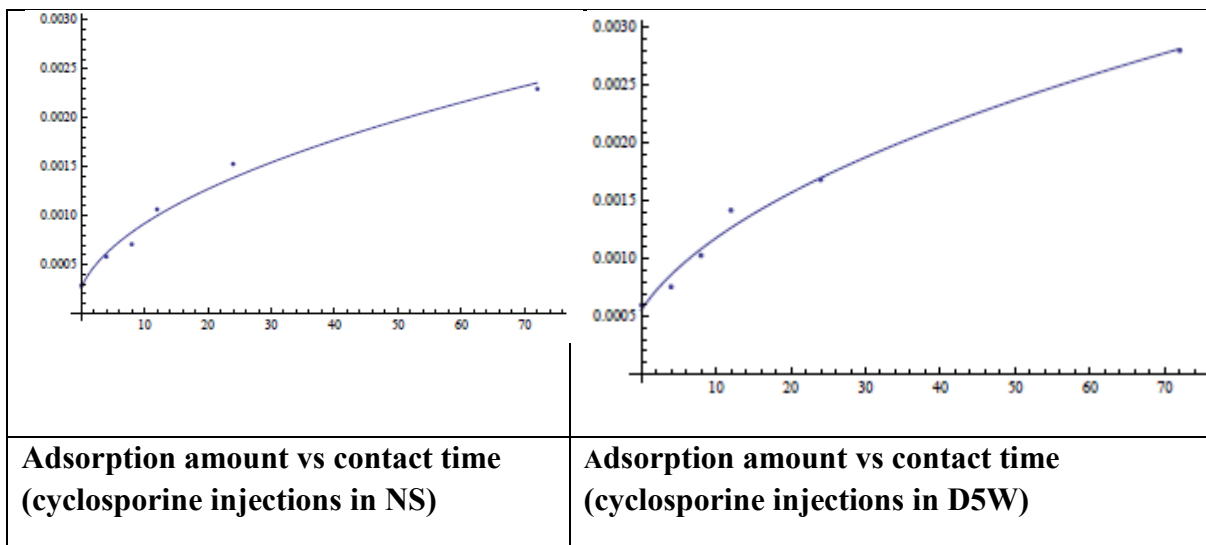 0.0030
0.0025
0.0020
0.0015
0.0010
0.0005
10 20 30 40 50 60 70
0.0030
0.0025
0.0020
0.0015
0.0010
0.0005
10 20 30 40 50 60 70
Adsorption amount vs contact time
(cyclosporine injections in NS)
Adsorption amount vs contact time
(cyclosporine injections in D5W)